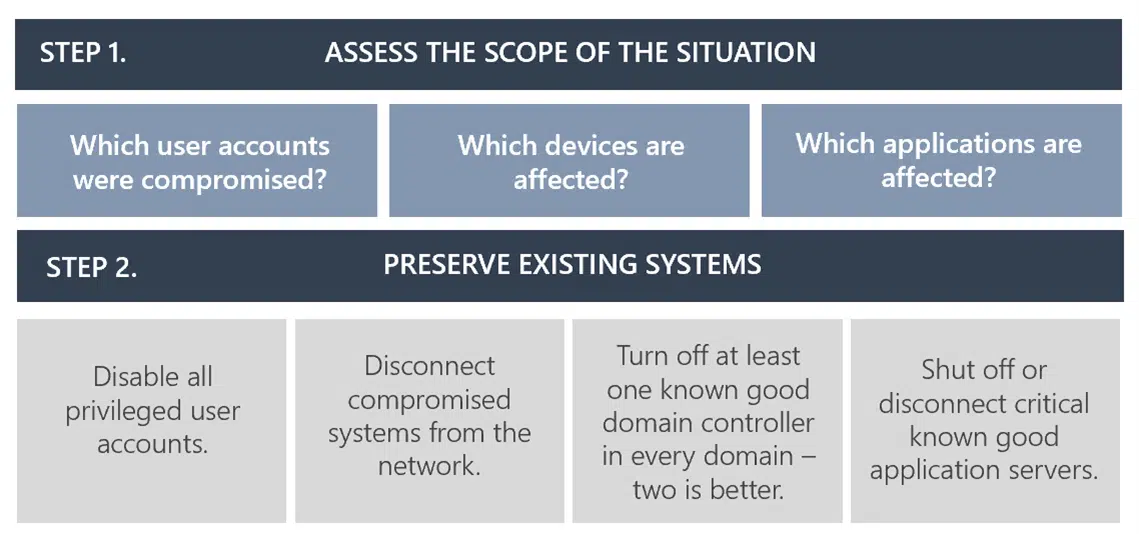 STEP 1. ASSESS THE SCOPE OF THE SITUATION
Which user accounts
were compromised?
Which devices are
affected?
Which applications are
affected?
STEP 2. PRESERVE EXISTING SYSTEMS
Disable all
privileged user
accounts.
Disconnect
compromised
systems from the
network.
Turn off at least
one known good
domain controller
in every domain –
two is better.
Shut off or
disconnect critical
known good
application servers.